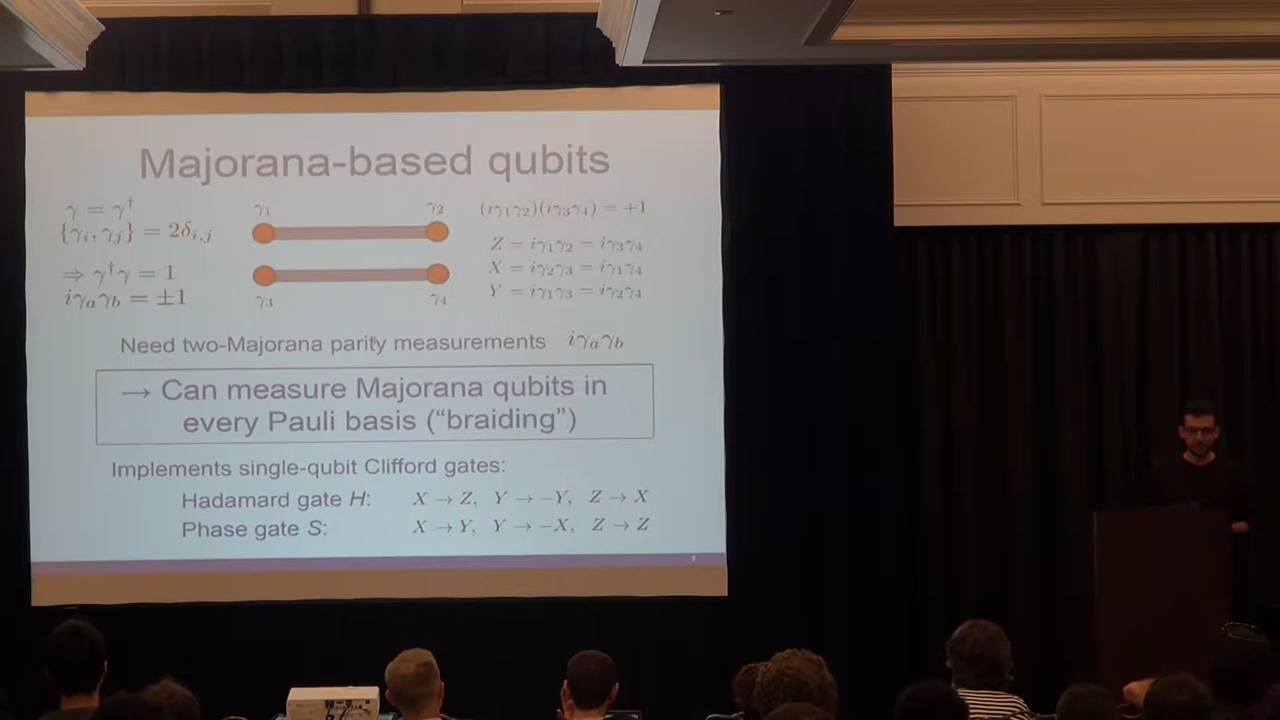 Majorana-based qubits
γ = γ†
{γᵢ, γⱼ} = 2δᵢ,ⱼ
⇒ γ†γ = 1
iγₐγ_b = ±1
γ₁
γ₂
γ₃
γ₄
(iγ₁γ₂)(iγ₃γ₄) = +1
Z = iγ₁γ₂ = iγ₃γ₄
X = iγ₂γ₃ = iγ₁γ₄
Y = iγ₁γ₃ = iγ₂γ₄
Need two-Majorana parity measurements iγₐγ_b
→ Can measure Majorana qubits in
every Pauli basis (“braiding”)
Implements single-qubit Clifford gates:
Hadamard gate H: X → Z, Y → −Y, Z → X
Phase gate S: X → Y, Y → −X, Z → Z